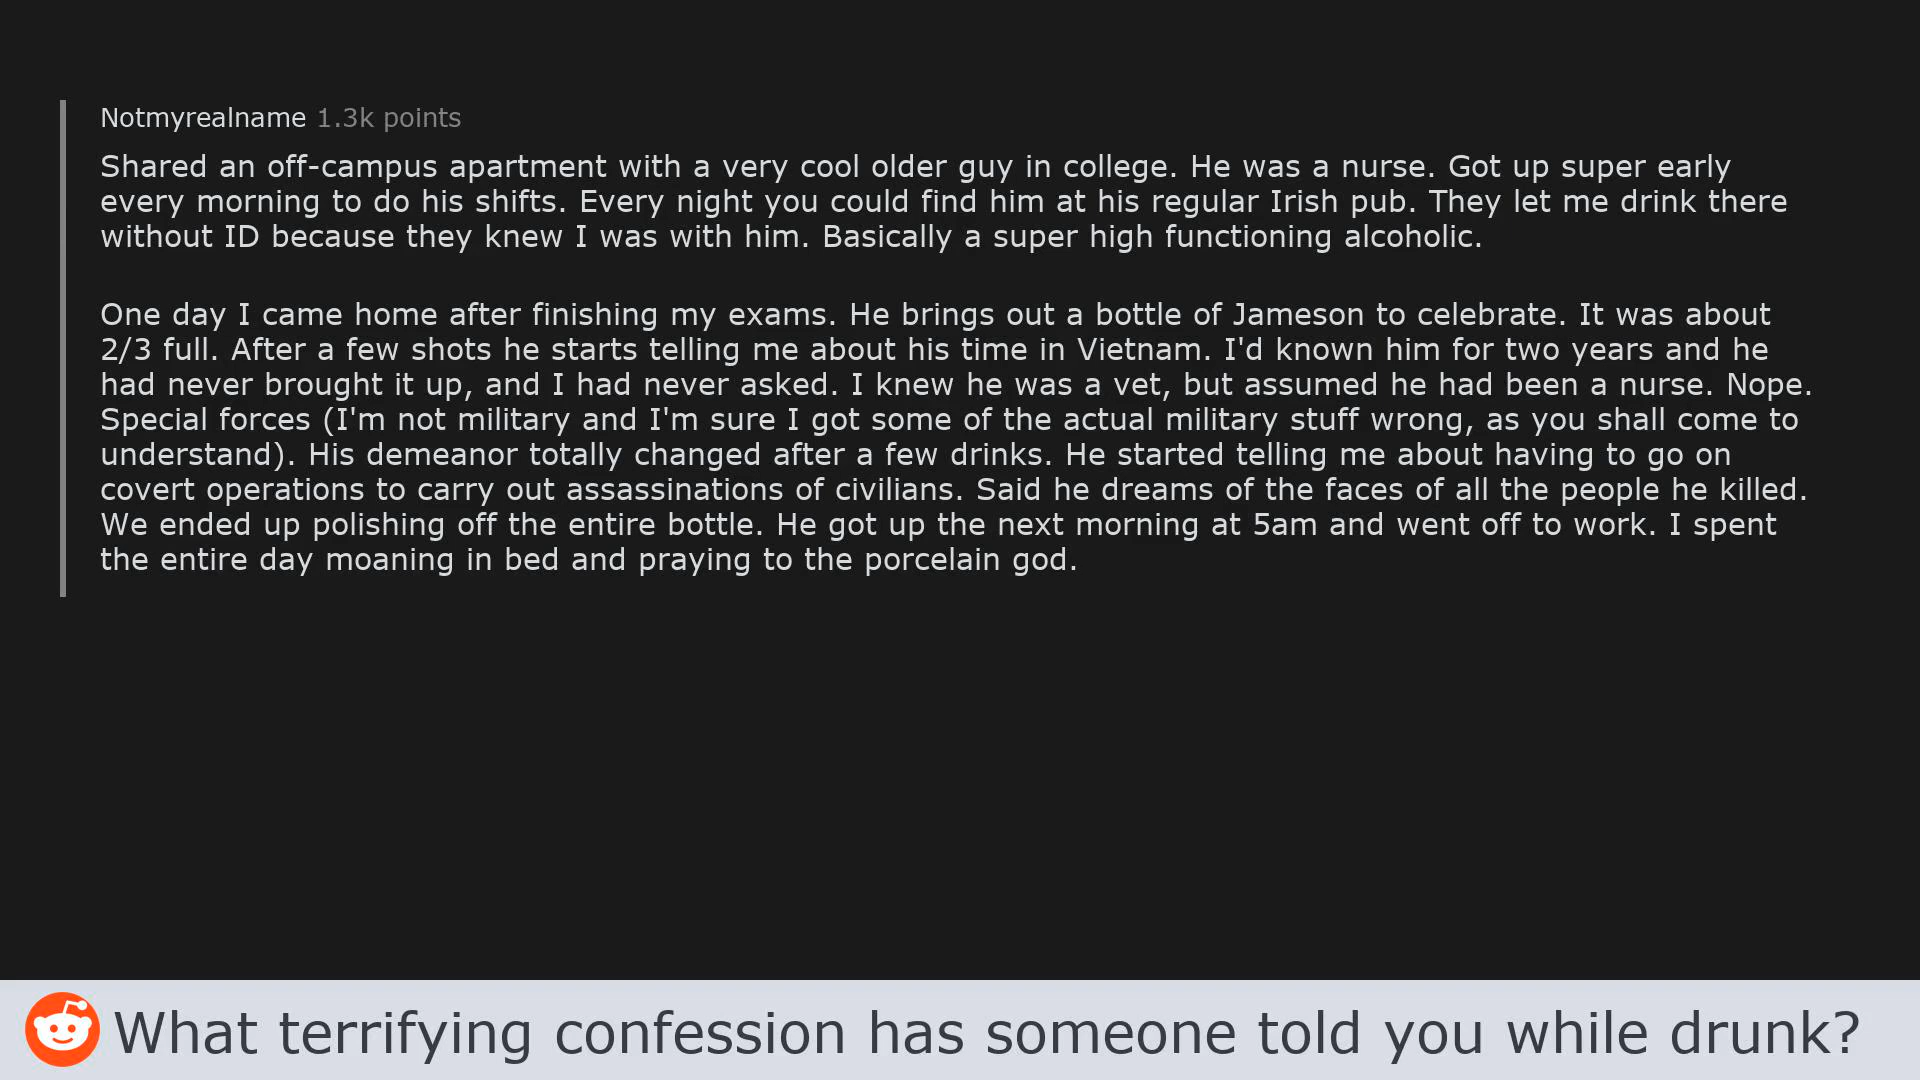 Notmyrealname 1.3k points
Shared an off-campus apartment with a very cool older guy in college. He was a nurse. Got up super early
every morning to do his shifts. Every night you could find him at his regular Irish pub. They let me drink there
without ID because they knew I was with him. Basically a super high functioning alcoholic.
One day I came home after finishing my exams. He brings out a bottle of Jameson to celebrate. It was about
2/3 full. After a few shots he starts telling me about his time in Vietnam. I'd known him for two years and he
had never brought it up, and I had never asked. I knew he was a vet, but assumed he had been a nurse. Nope.
Special forces (I'm not military and I'm sure I got some of the actual military stuff wrong, as you shall come to
understand). His demeanor totally changed after a few drinks. He started telling me about having to go on
covert operations to carry out assassinations of civilians. Said he dreams of the faces of all the people he killed.
We ended up polishing off the entire bottle. He got up the next morning at 5am and went off to work. I spent
the entire day moaning in bed and praying to the porcelain god.
What terrifying confession has someone told you while drunk?